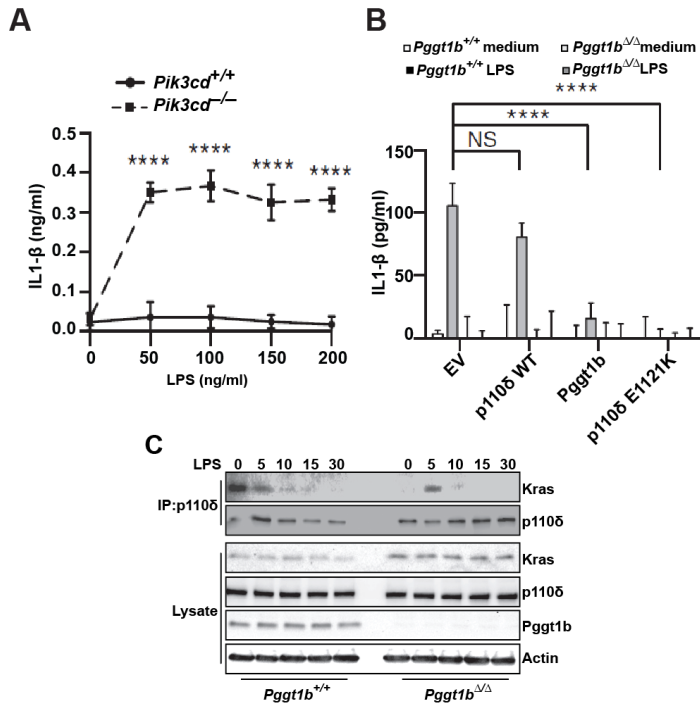 A
Pik3cd+/+
Pik3cd−/−
0.5
0.4
0.3
0.2
0.1
0.0
IL1-β (ng/ml)
**** **** **** ****
0 50 100 150 200
LPS (ng/ml)
B
Pggt1b+/+ medium Pggt1bΔ/Δ medium
Pggt1b+/+ LPS Pggt1bΔ/Δ LPS
****
****
NS
150
100
50
0
IL1-β (pg/ml)
EV p110δ WT Pggt1b p110δ E1121K
C
LPS 0 5 10 15 30 0 5 10 15 30
IP:p110δ
Kras
p110δ
Lysate
Kras
p110δ
Pggt1b
Actin
Pggt1b+/+ Pggt1bΔ/Δ